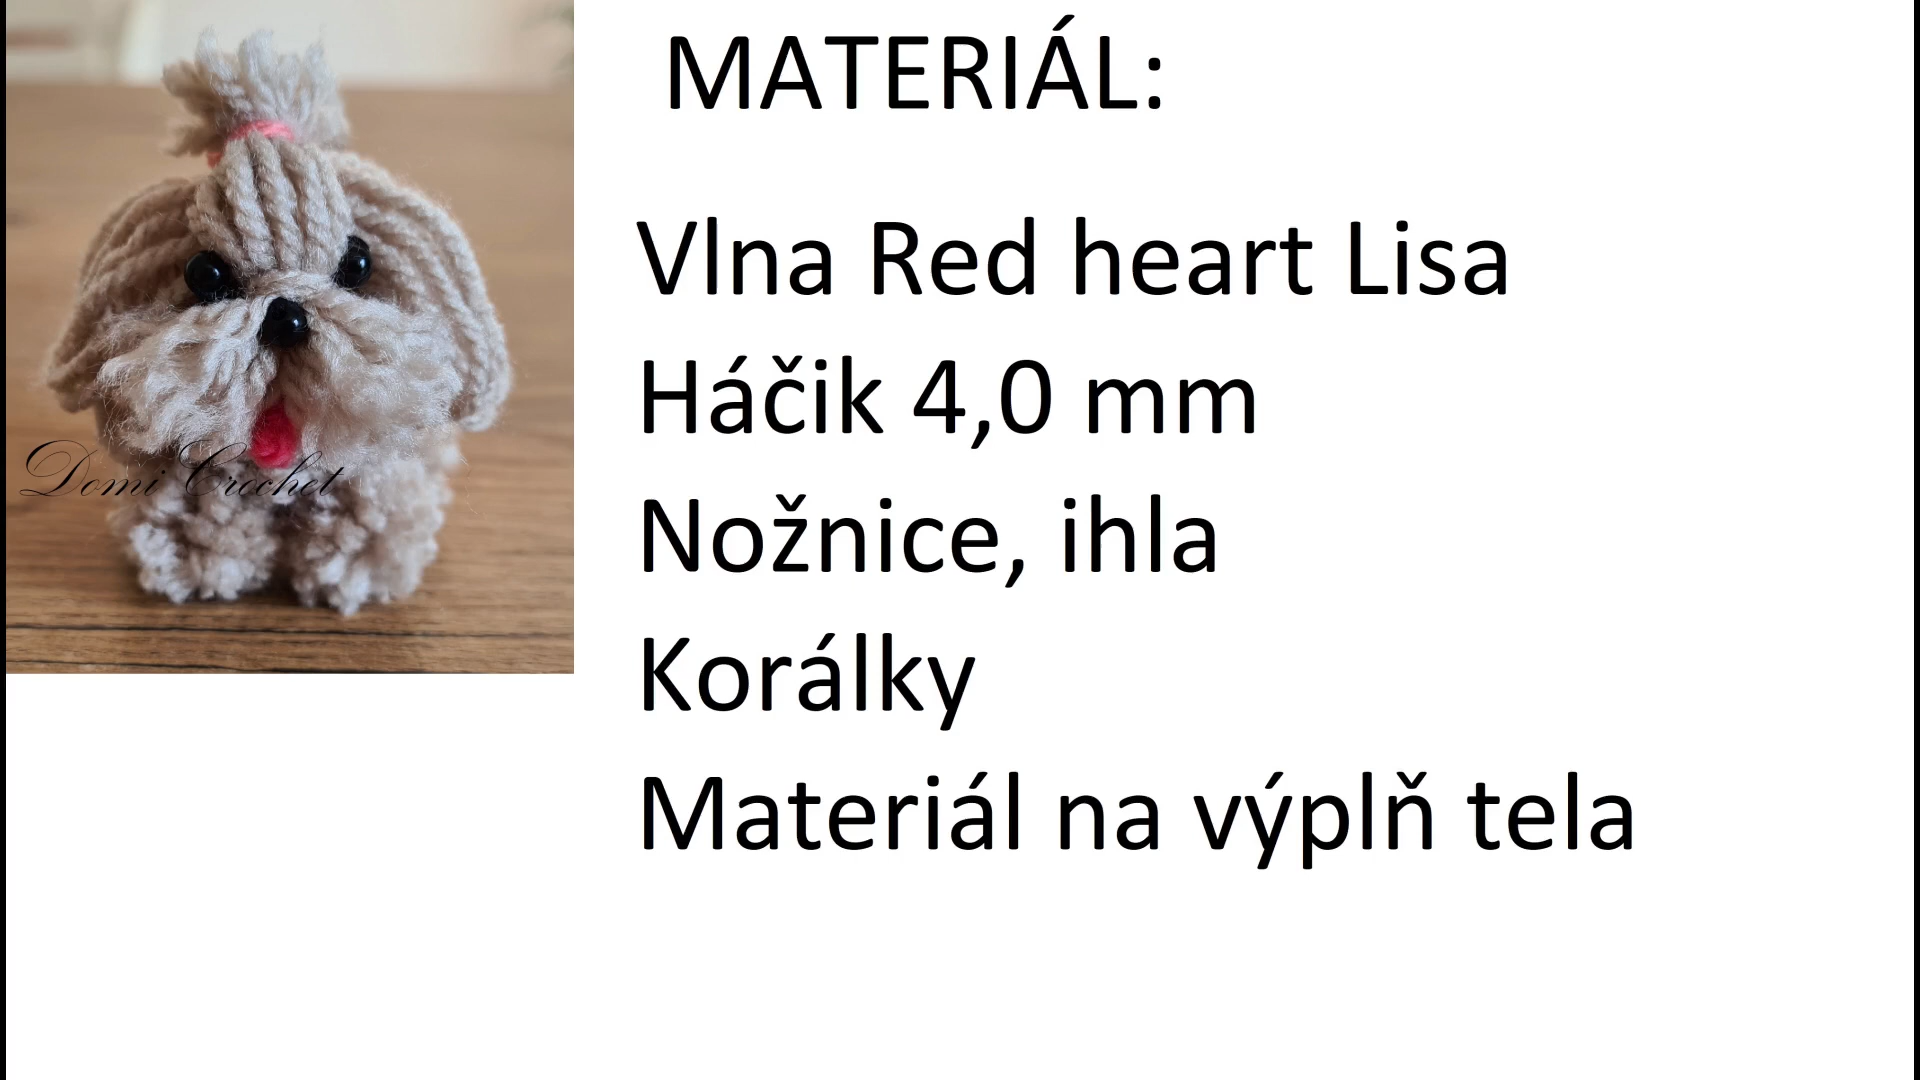 MATERIÁL:
Vlna Red heart Lisa
Háčik 4,0 mm
Nožnice, ihla
Korálky
Materiál na výplň tela
Domi Crochet